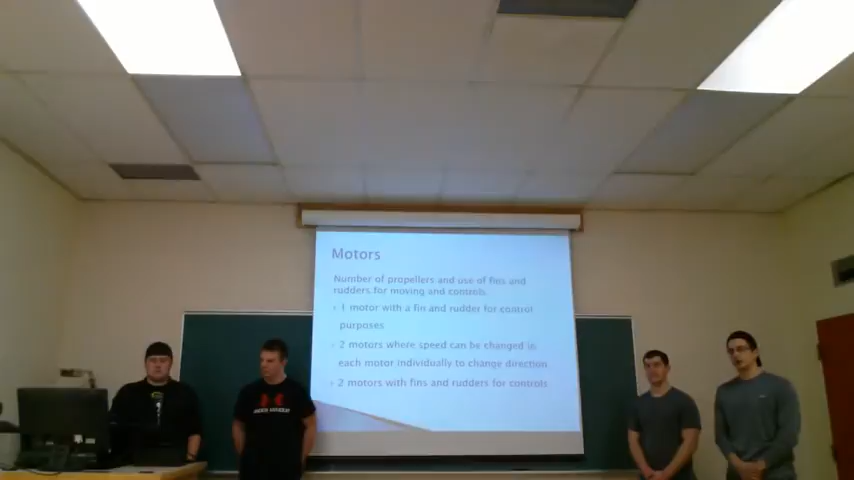 Motors
Number of propellers and use of fins and
rudders for moving and controls.
1 motor with a fin and rudder for control
purposes
2 motors where speed can be changed in
each motor individually to change direction
2 motors with fins and rudders for controls
UNDER ARMOUR